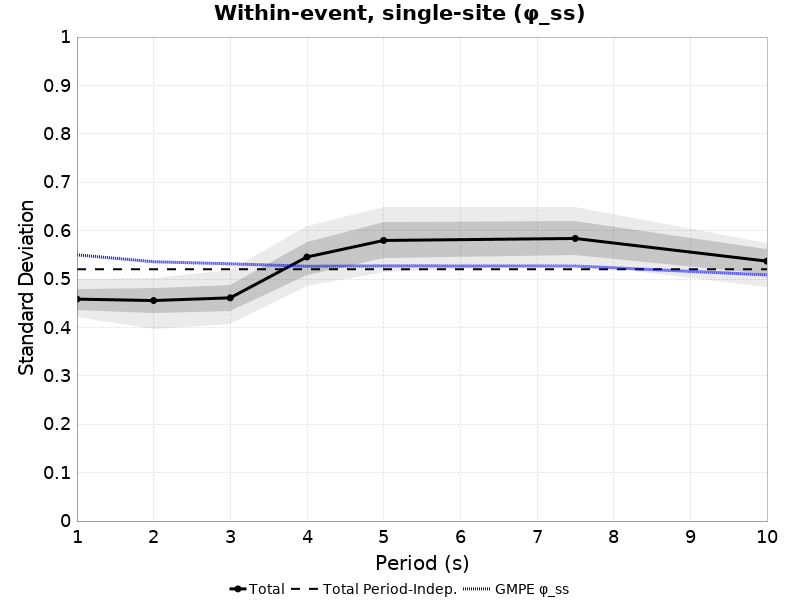 Within-event, single-site (φ_ss)
Standard Deviation
1
0.9
0.8
0.7
0.6
0.5
0.4
0.3
0.2
0.1
0
1 2 3 4 5 6 7 8 9 10
Period (s)
Total Total Period-Indep. GMPE φ_ss